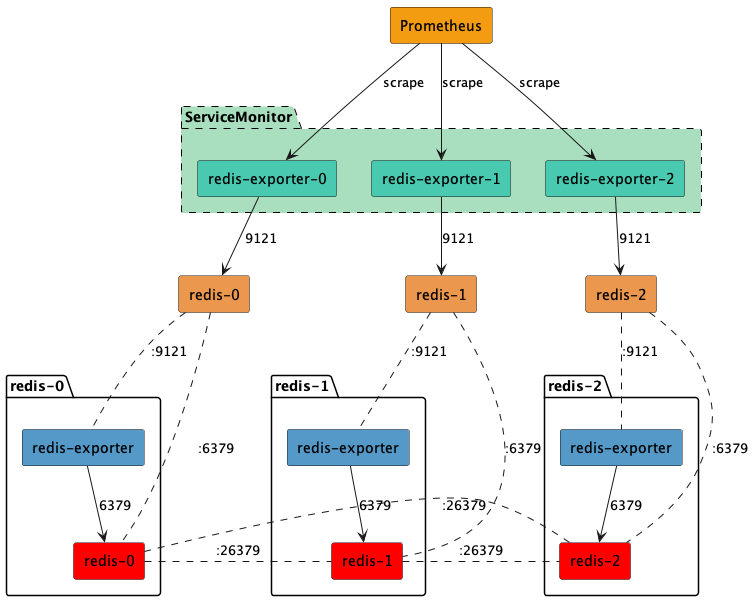 Prometheus
scrape
scrape
scrape
ServiceMonitor
redis-exporter-0
redis-exporter-1
redis-exporter-2
9121
9121
9121
redis-0
redis-1
redis-2
:9121
:9121
:9121
redis-0
redis-1
redis-2
redis-exporter
redis-exporter
redis-exporter
:6379
:6379
:6379
6379
6379
:26379
6379
:26379
:26379
redis-0
redis-1
redis-2